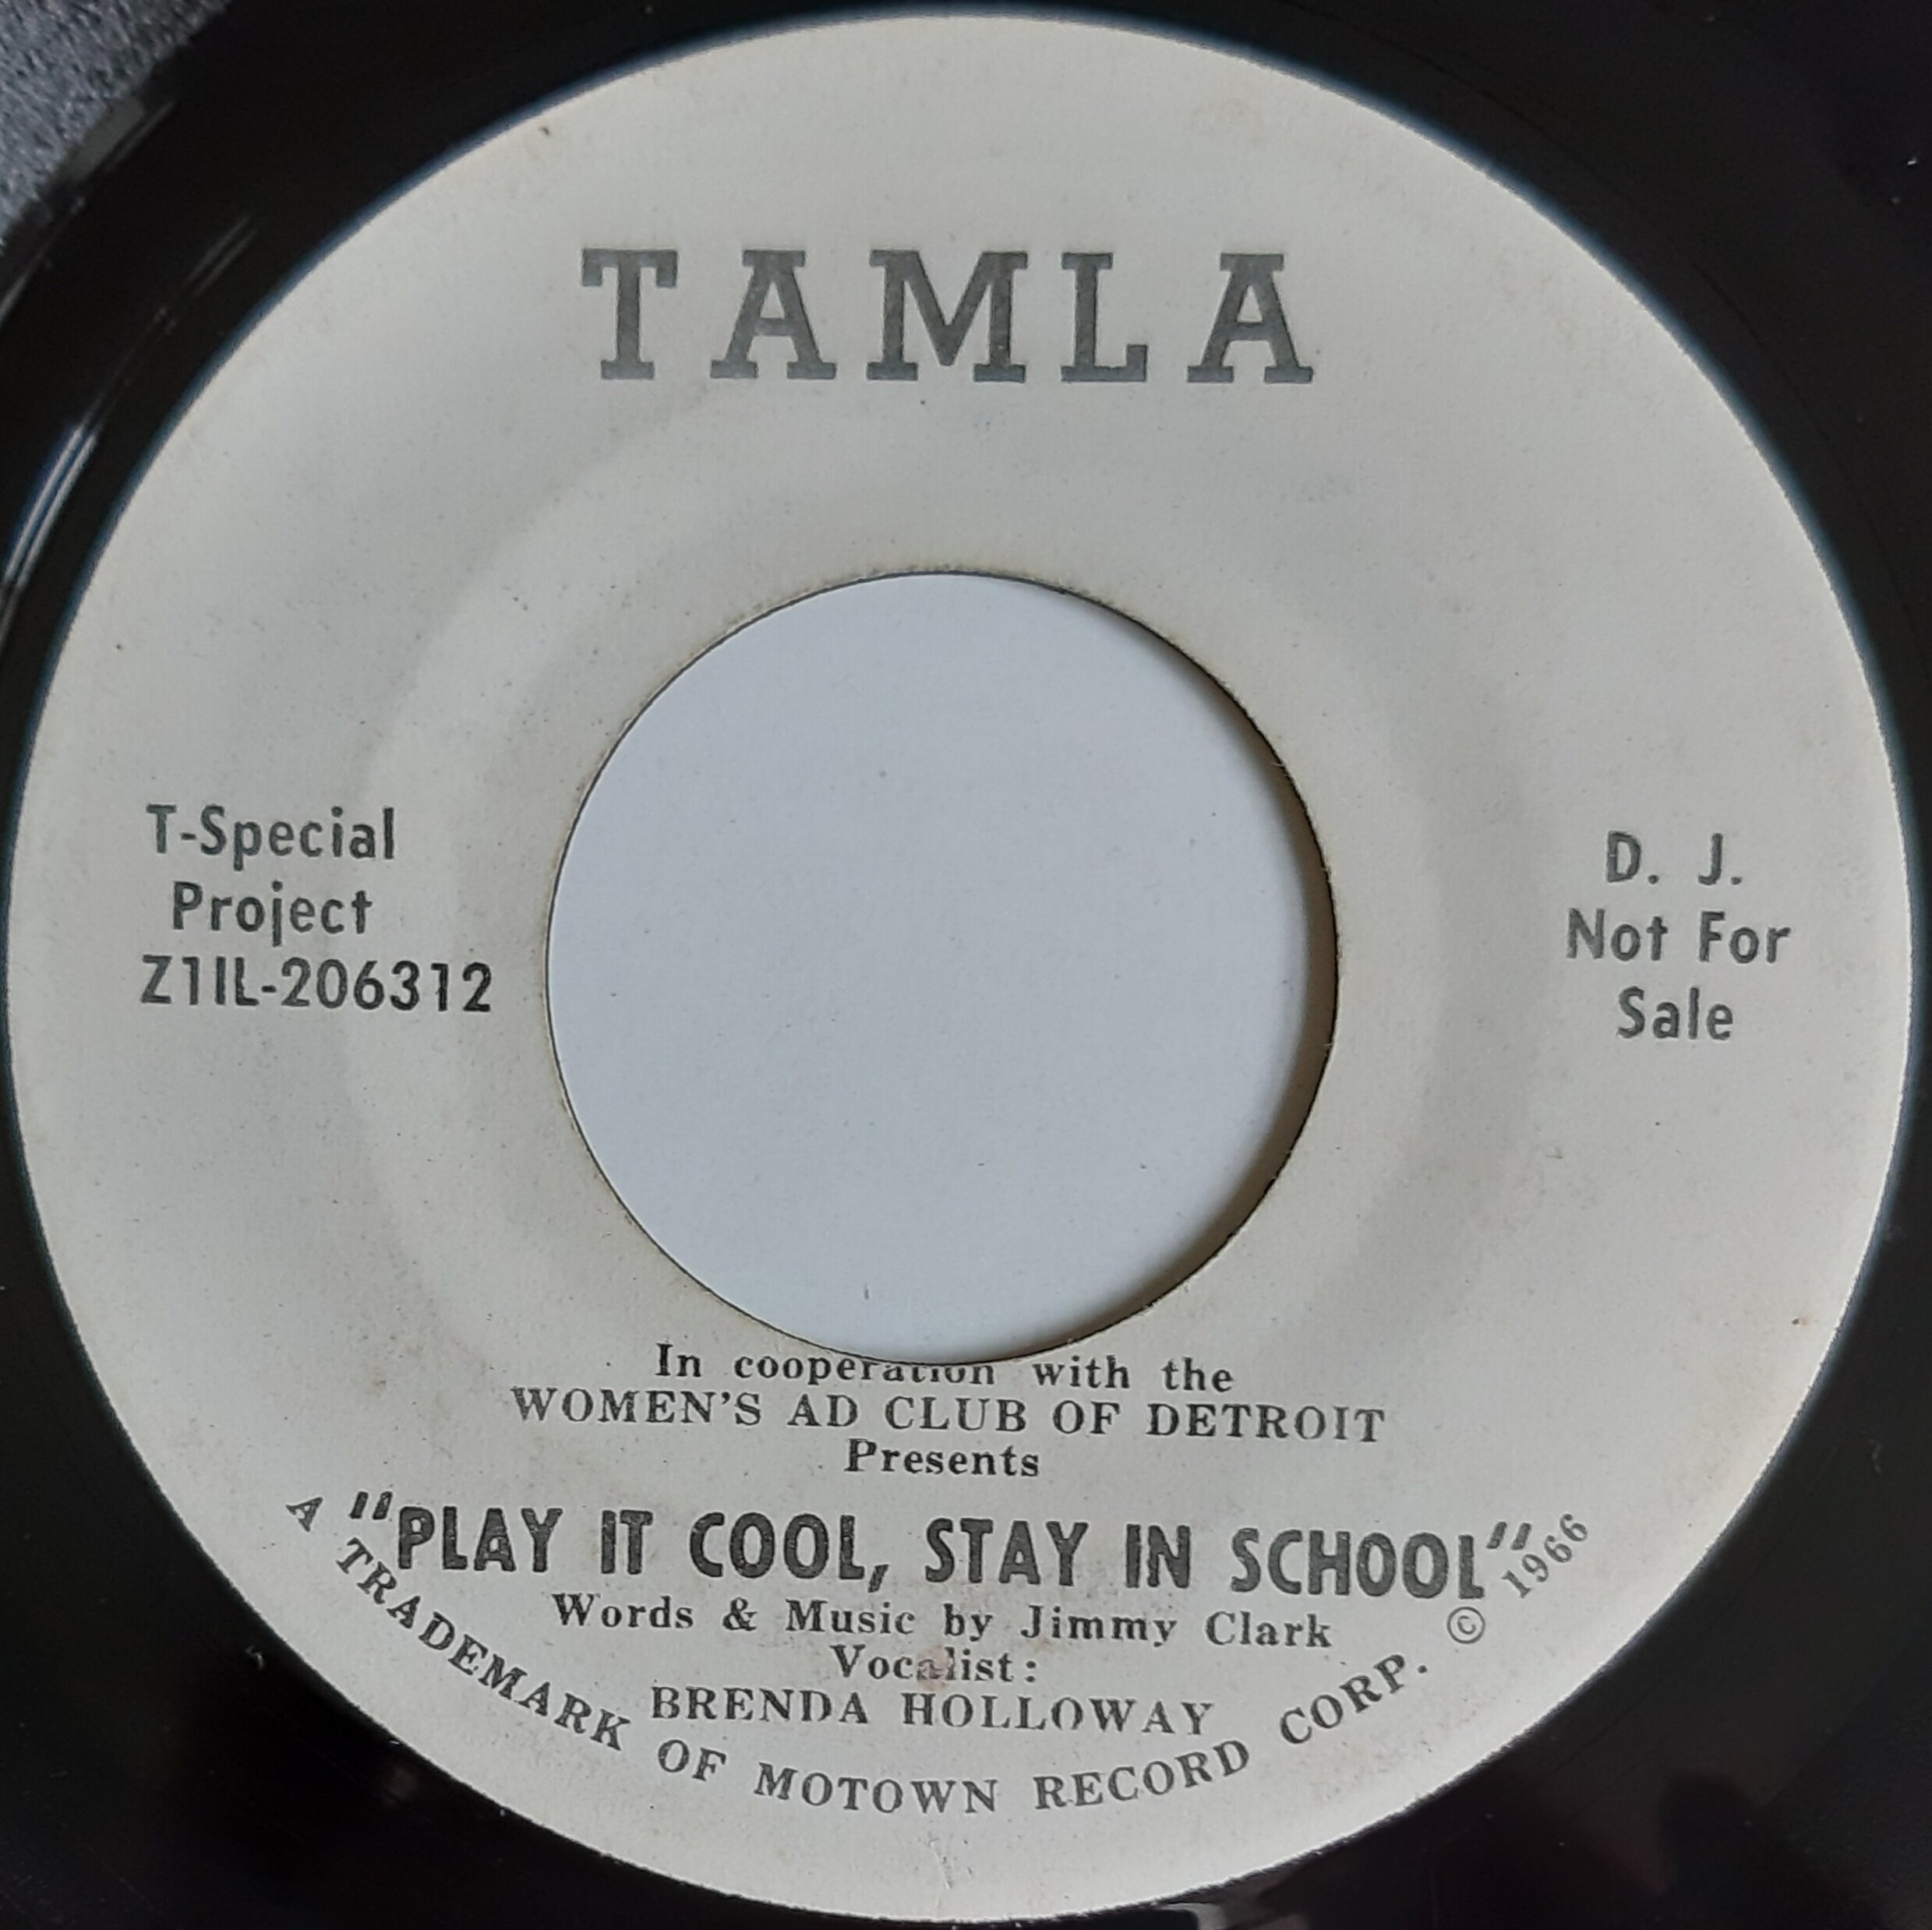 TAMLA
T-Special
Project
Z1IL-206312
D. J.
Not For
Sale
In cooperation with the
WOMEN'S AD CLUB OF DETROIT
Presents
"PLAY IT COOL, STAY IN SCHOOL"
Words & Music by Jimmy Clark
Vocalist:
BRENDA HOLLOWAY
A TRADEMARK OF MOTOWN RECORD CORP. © 1966